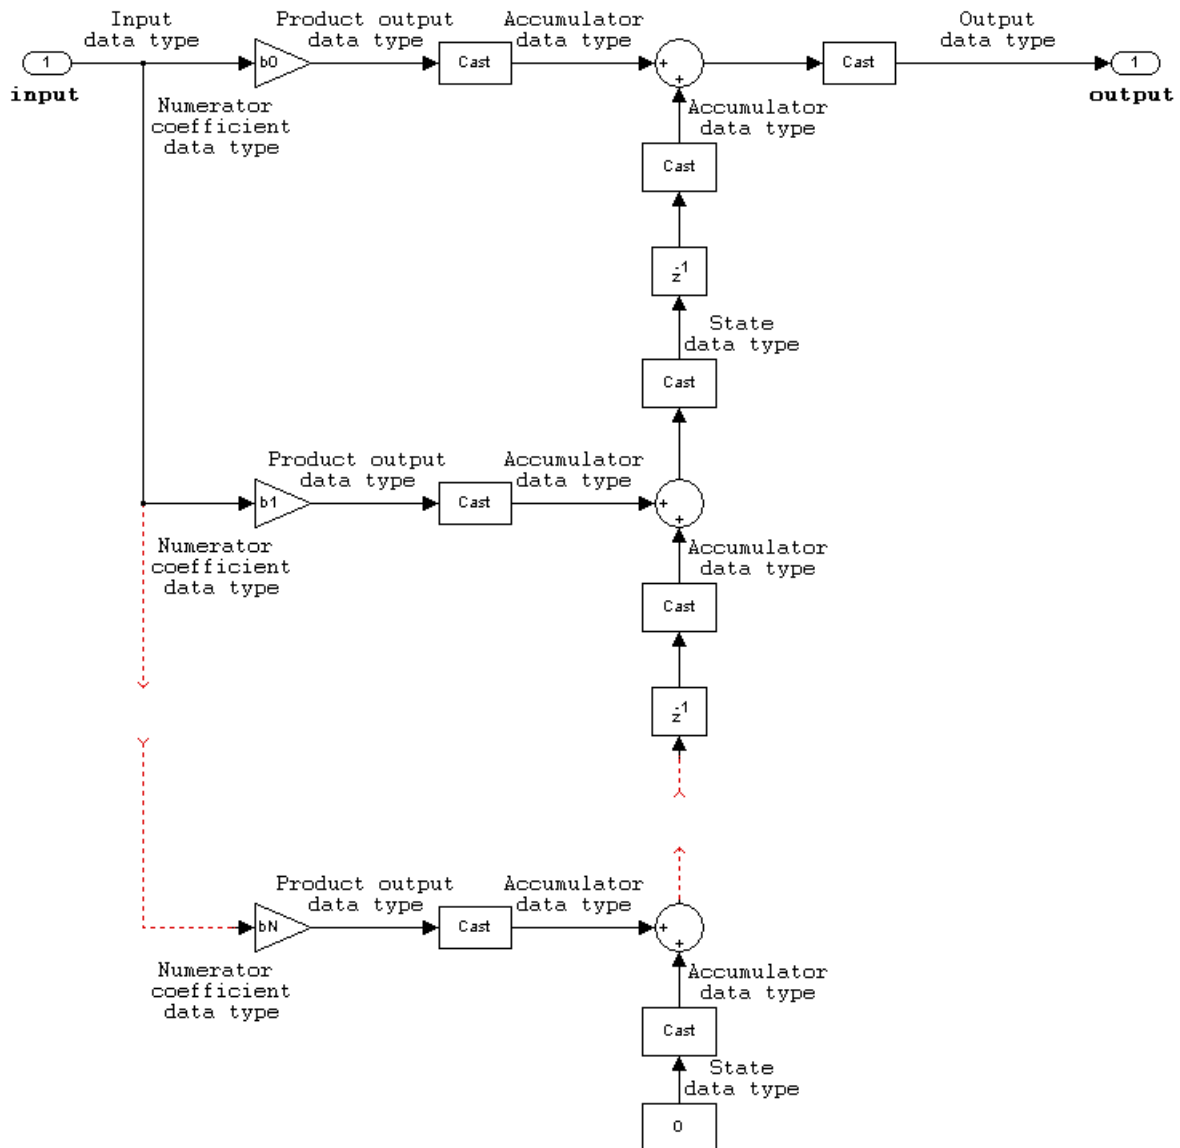 Input
data type
Product output
data type
Accumulator
data type
Output
data type
1
b0
Cast
+
+
Cast
1
input
output
Numerator
coefficient
data type
Accumulator
data type
Cast
z-1
State
data type
Cast
Product output
data type
Accumulator
data type
b1
Cast
+
+
Numerator
coefficient
data type
Accumulator
data type
Cast
z-1
Product output
data type
Accumulator
data type
bN
Cast
+
+
Numerator
coefficient
data type
Accumulator
data type
Cast
State
data type
0